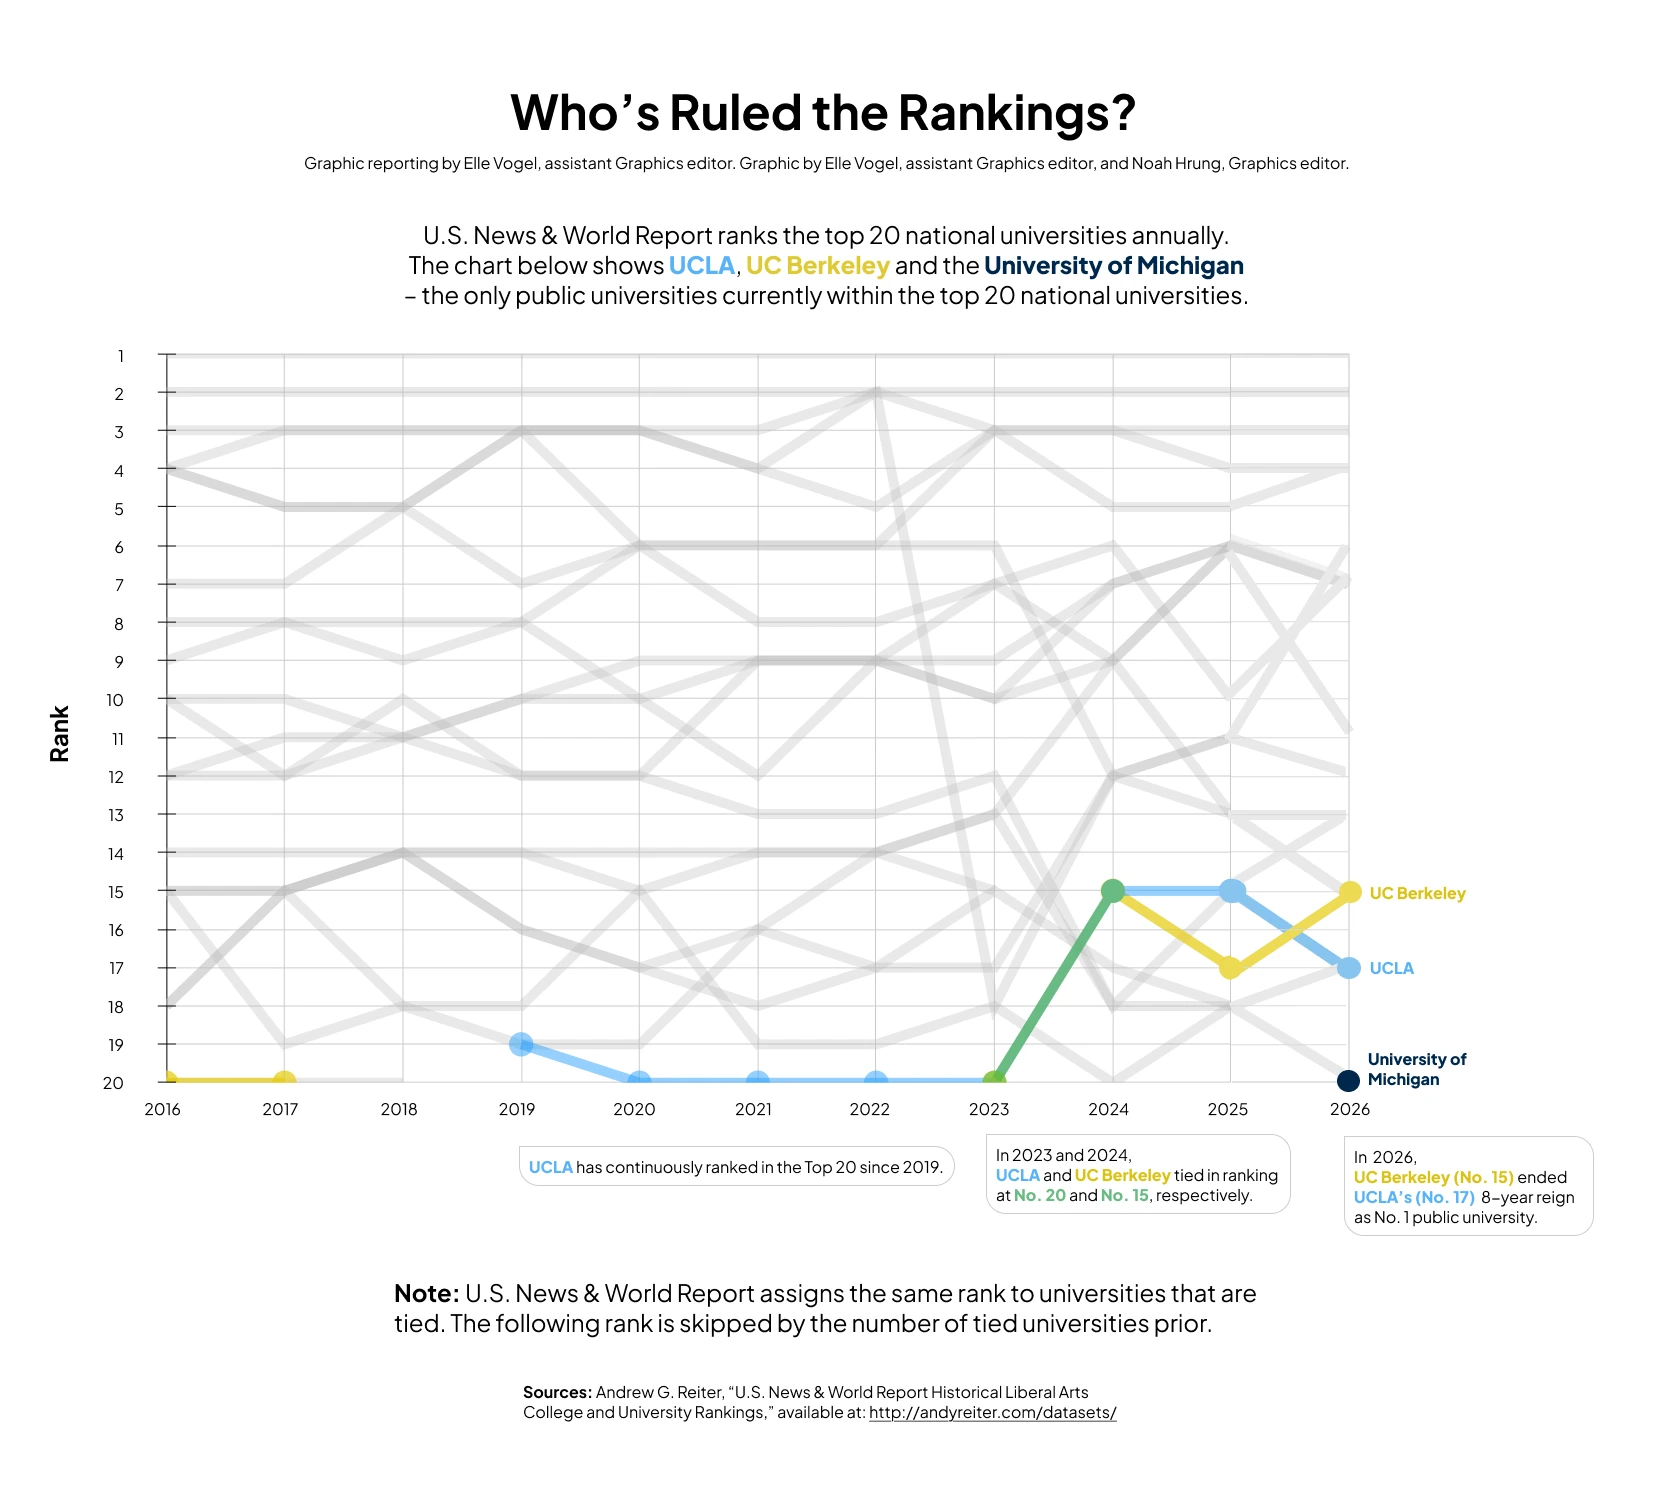 Who’s Ruled the Rankings?
Graphic reporting by Elle Vogel, assistant Graphics editor. Graphic by Elle Vogel, assistant Graphics editor, and Noah Hrung, Graphics editor.
U.S. News & World Report ranks the top 20 national universities annually.
The chart below shows UCLA, UC Berkeley and the University of Michigan
– the only public universities currently within the top 20 national universities.
Rank
1
2
3
4
5
6
7
8
9
10
11
12
13
14
15
16
17
18
19
20
UC Berkeley
UCLA
University of
Michigan
2016 2017 2018 2019 2020 2021 2022 2023 2024 2025 2026
UCLA has continuously ranked in the Top 20 since 2019.
In 2023 and 2024,
UCLA and UC Berkeley tied in ranking
at No. 20 and No. 15, respectively.
In 2026,
UC Berkeley (No. 15) ended
UCLA’s (No. 17) 8–year reign
as No. 1 public university.
Note: U.S. News & World Report assigns the same rank to universities that are
tied. The following rank is skipped by the number of tied universities prior.
Sources: Andrew G. Reiter, “U.S. News & World Report Historical Liberal Arts
College and University Rankings,” available at: http://andyreiter.com/datasets/